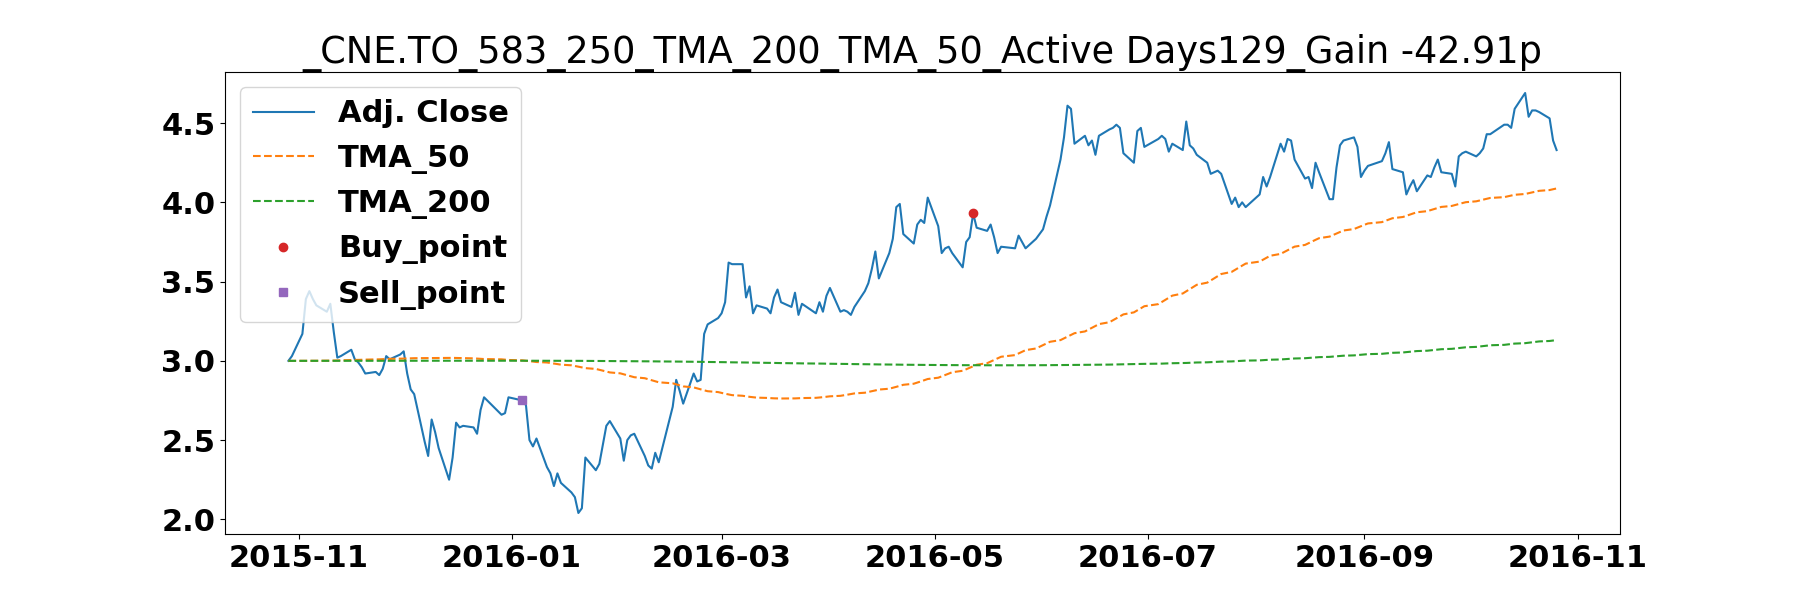 _CNE.TO_583_250_TMA_200_TMA_50_Active Days129_Gain -42.91p
Adj. Close
TMA_50
TMA_200
Buy_point
Sell_point
4.5
4.0
3.5
3.0
2.5
2.0
2015-11 2016-01 2016-03 2016-05 2016-07 2016-09 2016-11